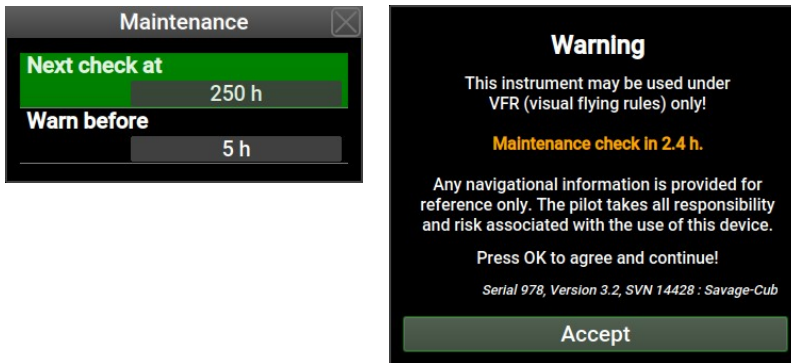 Maintenance
Next check at
250 h
Warn before
5 h
Warning
This instrument may be used under
VFR (visual flying rules) only!
Maintenance check in 2.4 h.
Any navigational information is provided for
reference only. The pilot takes all responsibility
and risk associated with the use of this device.
Press OK to agree and continue!
Serial 978, Version 3.2, SVN 14428 : Savage-Cub
Accept